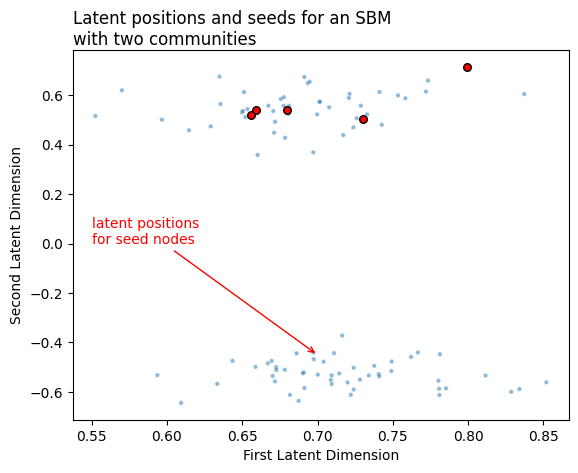 Latent positions and seeds for an SBM
with two communities
0.6
0.4
0.2
0.0
−0.2
−0.4
−0.6
Second Latent Dimension
latent positions
for seed nodes
0.55 0.60 0.65 0.70 0.75 0.80 0.85
First Latent Dimension